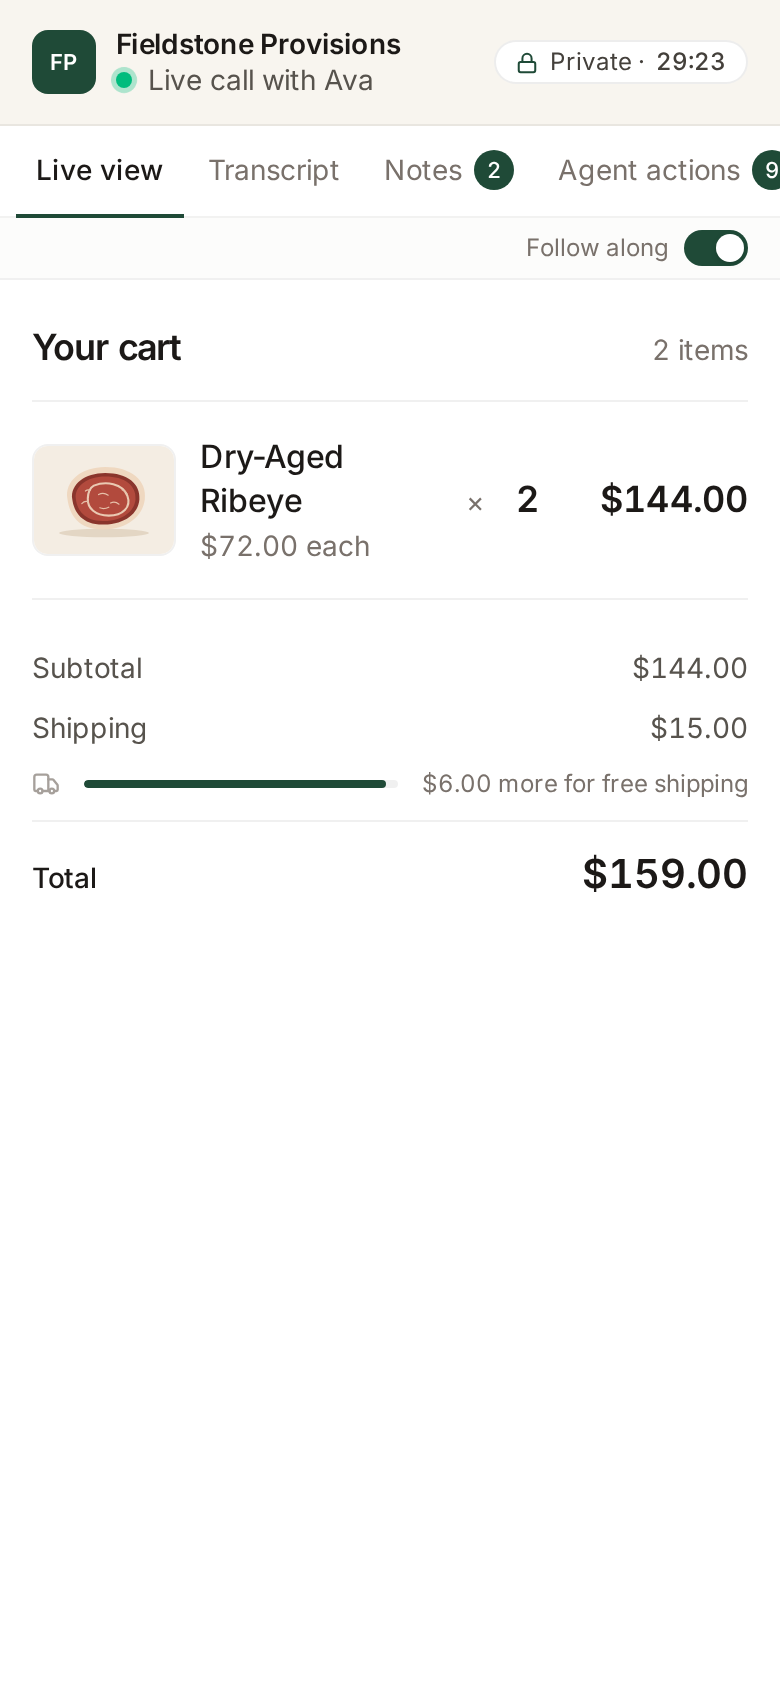 FP
Fieldstone Provisions
Live call with Ava
Private · 29:23
Live view
Transcript
Notes 2
Agent actions 9
Follow along
Your cart
2 items
Dry-Aged
Ribeye
$72.00 each
× 2
$144.00
Subtotal
$144.00
Shipping
$15.00
$6.00 more for free shipping
Total
$159.00